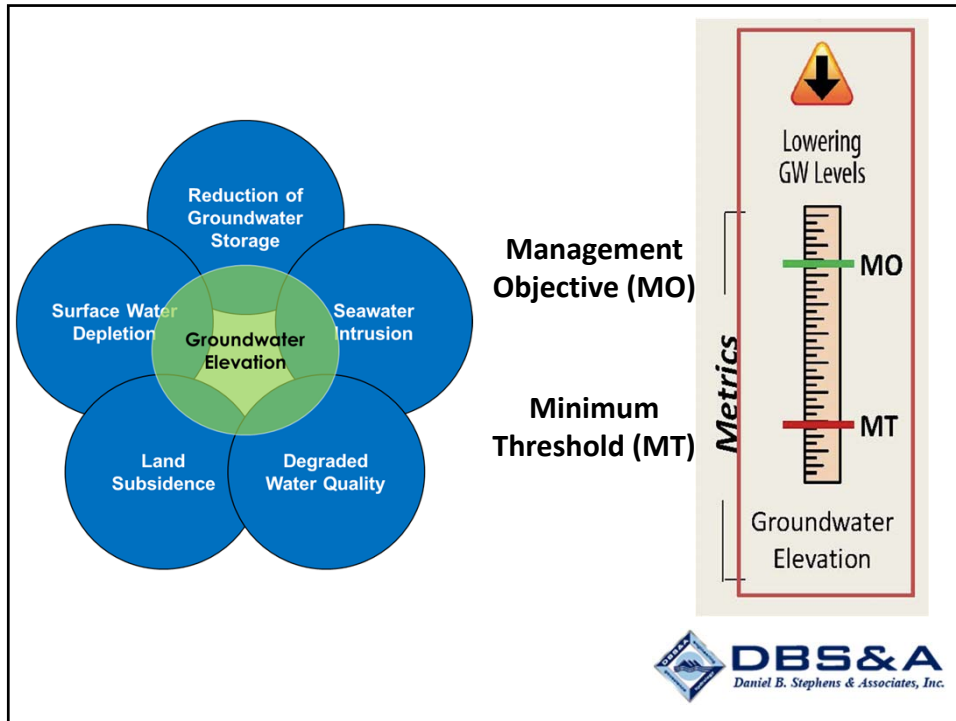 Reduction of
Groundwater
Storage
Surface Water
Depletion
Seawater
Intrusion
Groundwater
Elevation
Land
Subsidence
Degraded
Water Quality
Management
Objective (MO)
Minimum
Threshold (MT)
Metrics
Lowering
GW Levels
MO
MT
Groundwater
Elevation
DBS&A
Daniel B. Stephens & Associates, Inc.